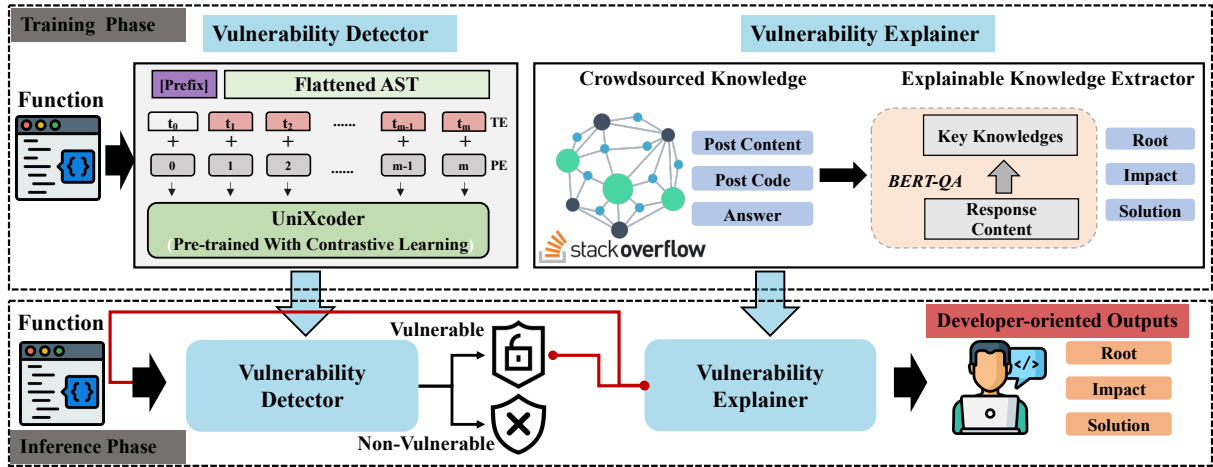 Training Phase
Vulnerability Detector
Vulnerability Explainer
Function
[Prefix]
Flattened AST
t0 t1 t2 ...... tm-1 tm TE
+ + + + +
0 1 2 ...... m-1 m PE
UniXcoder
(Pre-trained With Contrastive Learning)
Crowdsourced Knowledge
Post Content
Post Code
Answer
stackoverflow
Explainable Knowledge Extractor
Key Knowledges
BERT-QA
Response
Content
Root
Impact
Solution
Function
Inference Phase
Vulnerability
Detector
Vulnerable
Non-Vulnerable
Vulnerability
Explainer
Developer-oriented Outputs
</>
Root
Impact
Solution